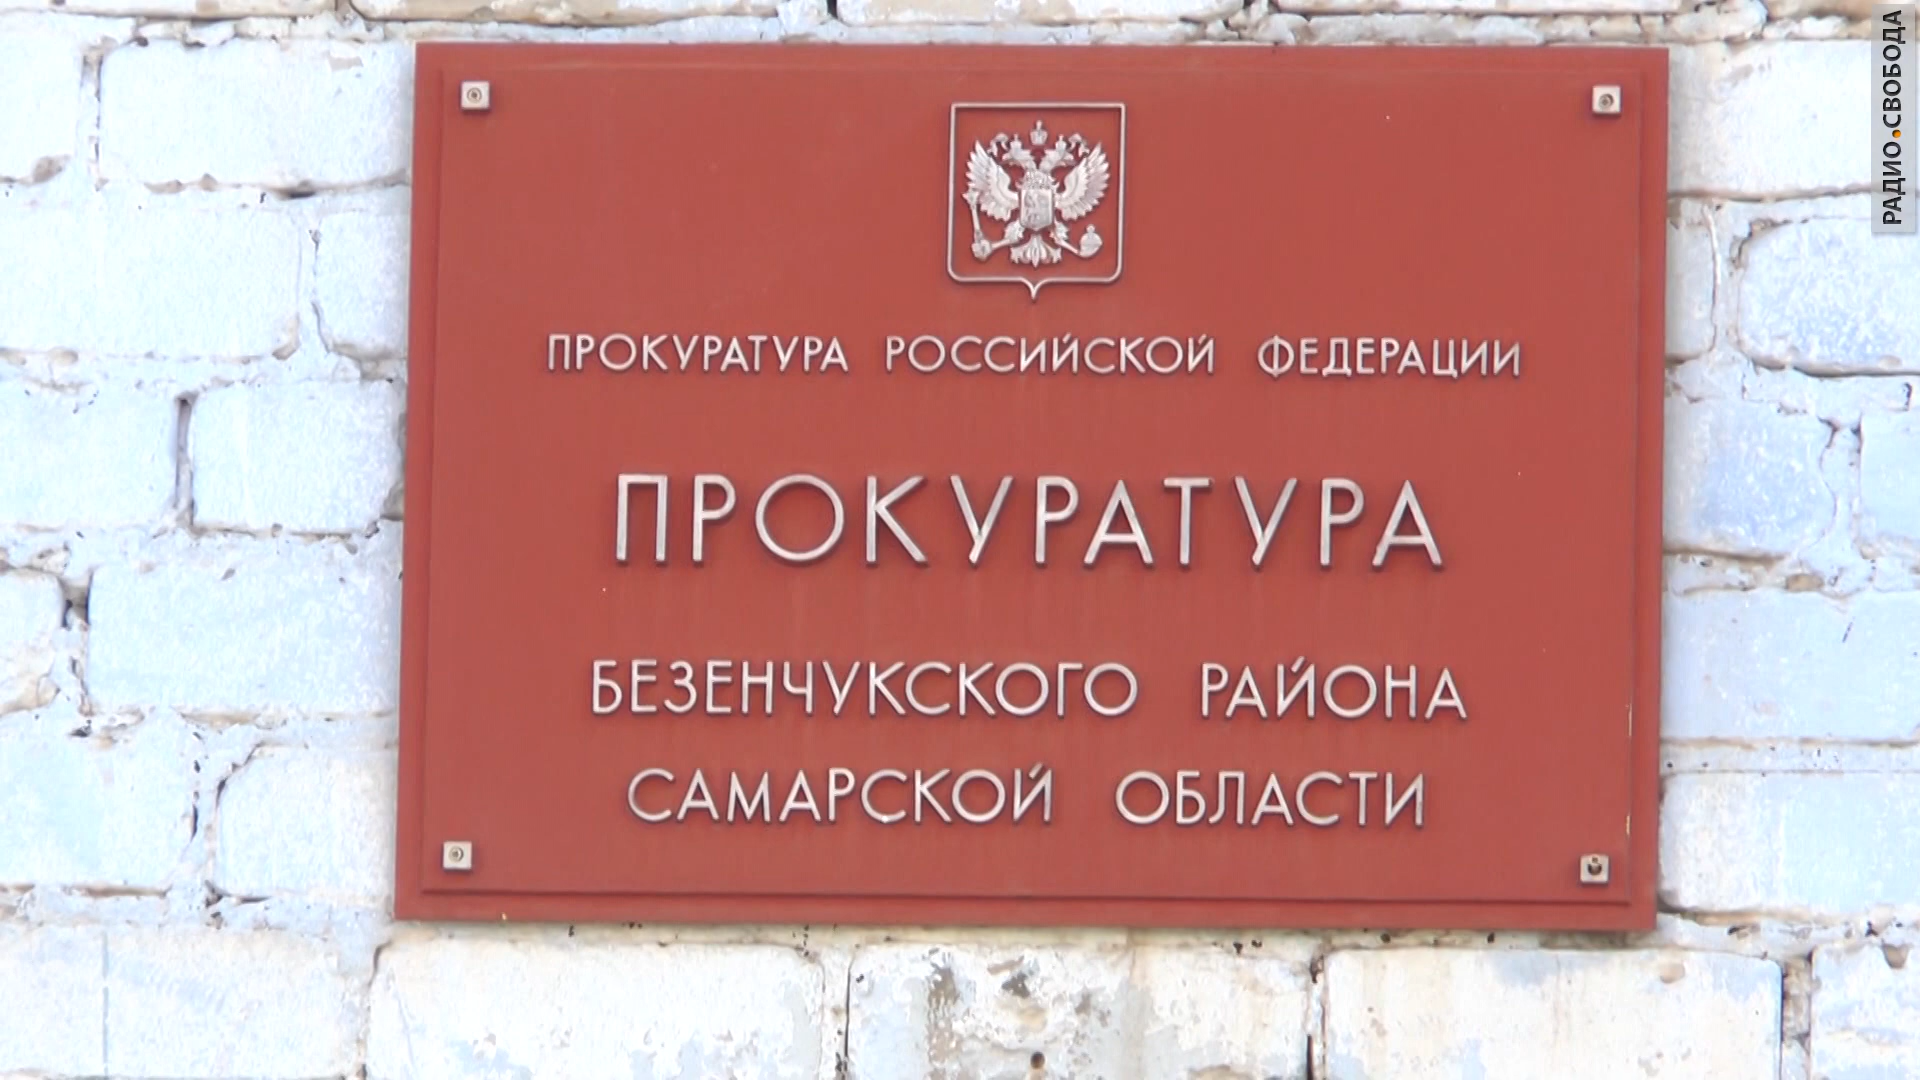 ПРОКУРАТУРА РОССИЙСКОЙ ФЕДЕРАЦИИ
ПРОКУРАТУРА
БЕЗЕНЧУКСКОГО РАЙОНА
САМАРСКОЙ ОБЛАСТИ
РАДИО СВОБОДА